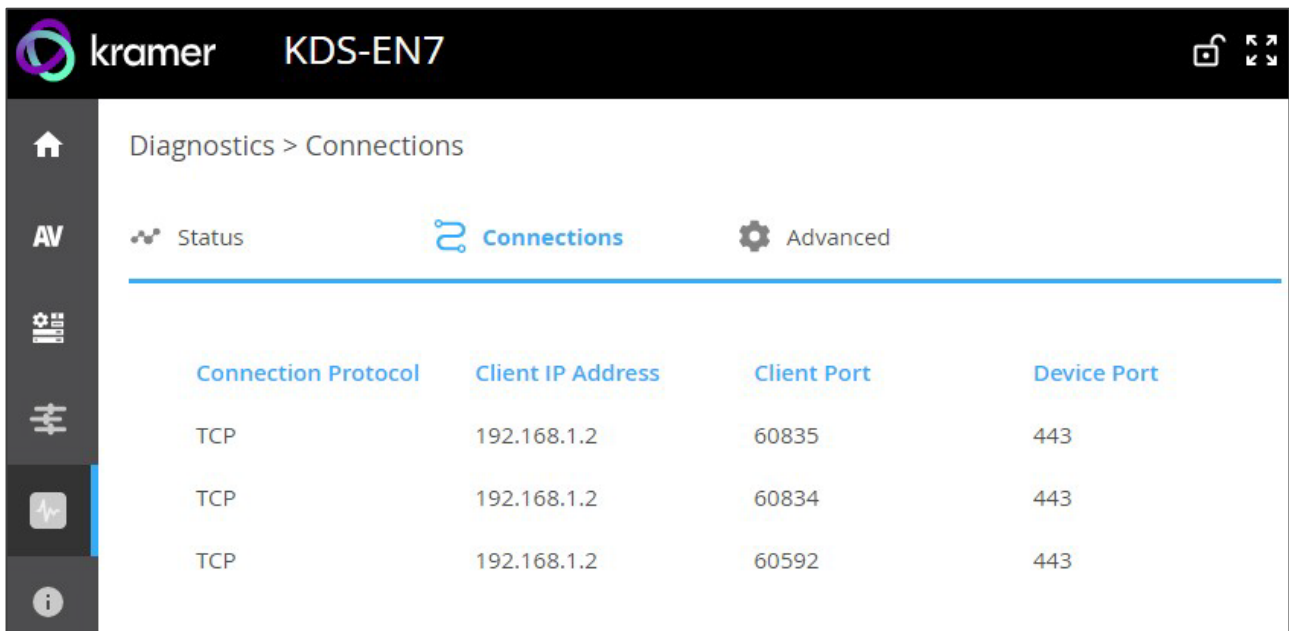 kramer KDS-EN7
Diagnostics > Connections
AV
Status Connections Advanced
Connection Protocol Client IP Address Client Port Device Port
TCP 192.168.1.2 60835 443
TCP 192.168.1.2 60834 443
TCP 192.168.1.2 60592 443